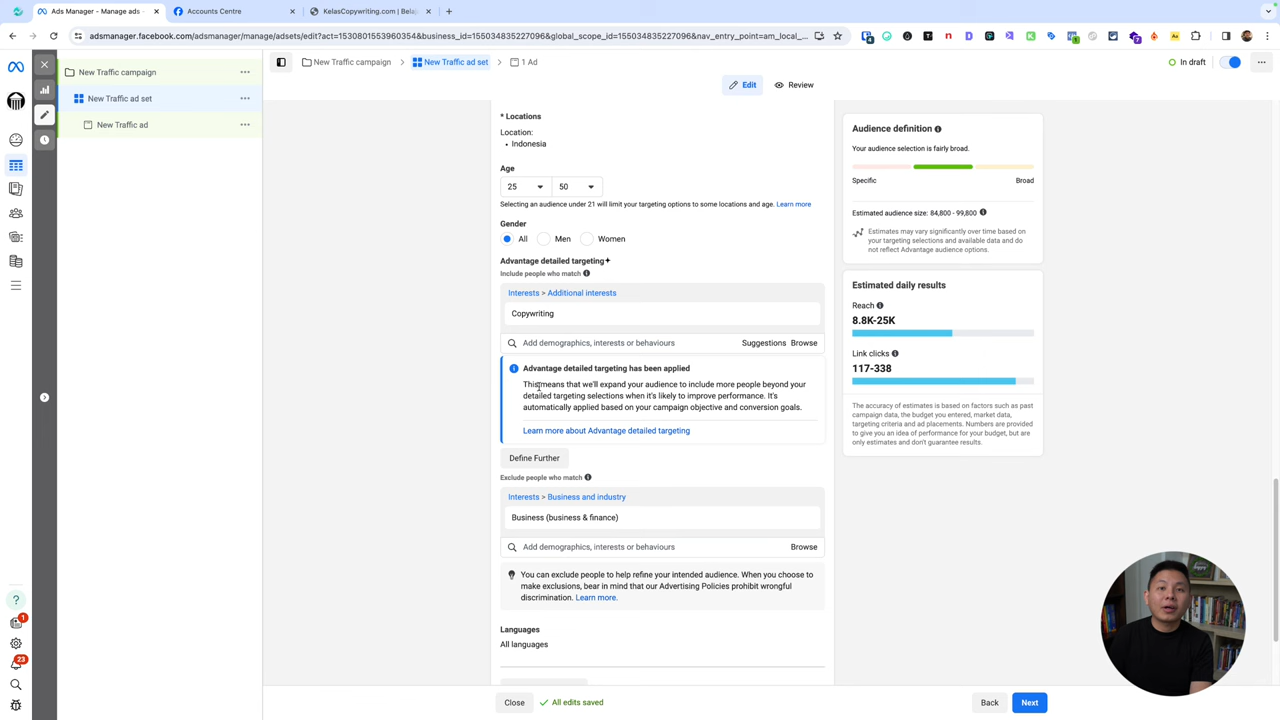 Ads Manager - Manage ads -
Accounts Centre
KelasCopywriting.com | Bela
adsmanager.facebook.com/adsmanager/manage/assets/edit?act=1530801553960354&business_id=155034835227096&global_scope_id=155034835227096&nav_entry_point=am_local_
New Traffic campaign
New Traffic ad set
New Traffic ad
New Traffic campaign
New Traffic ad set
1 Ad
In draft
Edit
Review
* Locations
Location:
Indonesia
Age
25
50
Selecting an audience under 21 will limit your targeting options to some locations and age. Learn more
Gender
All
Men
Women
Advantage detailed targeting+
Include people who match
Interests > Additional interests
Copywriting
Add demographics, interests or behaviours
Suggestions
Browse
Advantage detailed targeting has been applied
This means that we'll expand your audience to include more people beyond your
detailed targeting selections when it's likely to improve performance. It's
automatically applied based on your campaign objective and conversion goals.
Learn more about Advantage detailed targeting
Define Further
Exclude people who match
Interests > Business and industry
Business (business & finance)
Add demographics, interests or behaviours
Browse
You can exclude people to help refine your intended audience. When you choose to
make exclusions, bear in mind that our Advertising Policies prohibit wrongful
discrimination. Learn more.
Languages
All languages
Close
All edits saved
Back
Next
Audience definition
Your audience selection is fairly broad.
Specific
Broad
Estimated audience size: 84,800 - 99,800
Estimates may vary significantly over time based on
your targeting selections and available data and do
not reflect Advantage audience options.
Estimated daily results
Reach
8.8K-25K
Link clicks
117-338
The accuracy of estimates is based on factors such as past
campaign data, the budget you entered, market data,
targeting criteria and ad placements. Numbers are provided
to give you an idea of performance for your budget, but are
only estimates and don't guarantee results.
1
23